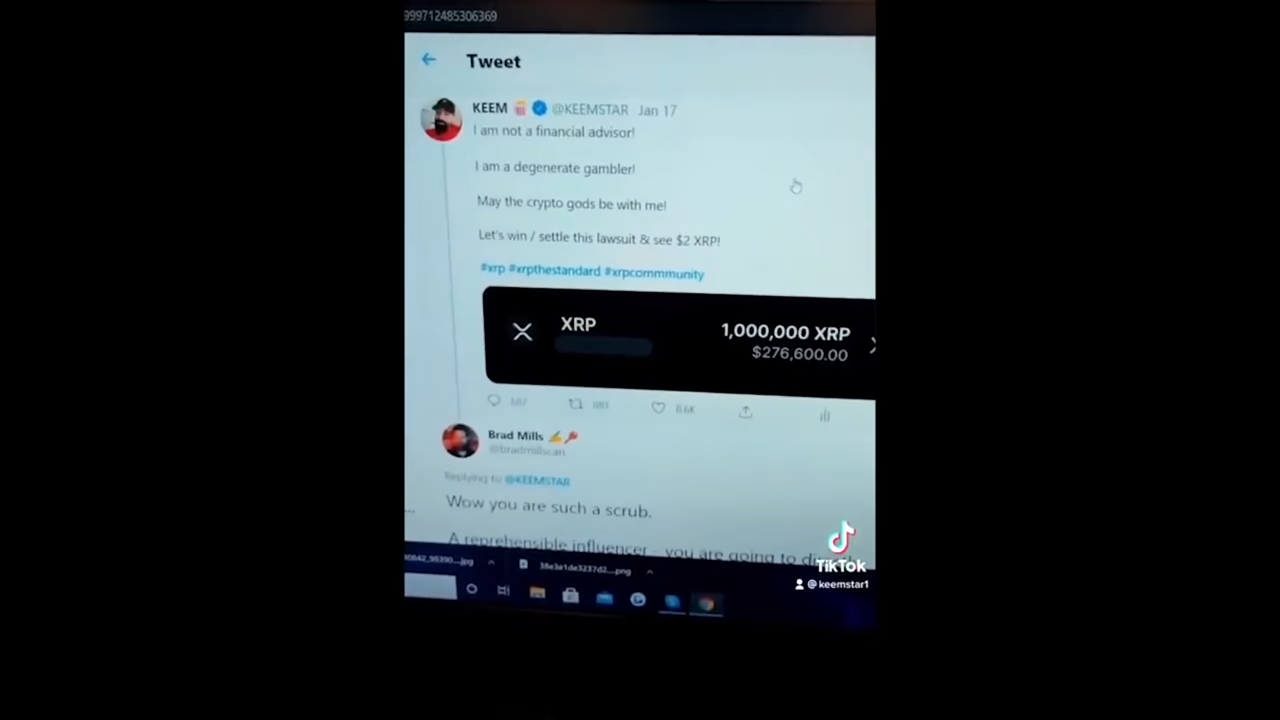 999712485306369
Tweet
KEEM @KEEMSTAR Jan 17
I am not a financial advisor!
I am a degenerate gambler!
May the crypto gods be with me!
Let's win / settle this lawsuit & see $2 XRP!
#xrp #xrpthestandard #xrpcommmunity
XRP
1,000,000 XRP
$276,600.00
Brad Mills
@bradmillscan
Replying to @KEEMSTAR
Wow you are such a scrub.
A reprehensible influencer - you are going to
...jpg
38e3a1de3237d2....png
TikTok
@keemstar1